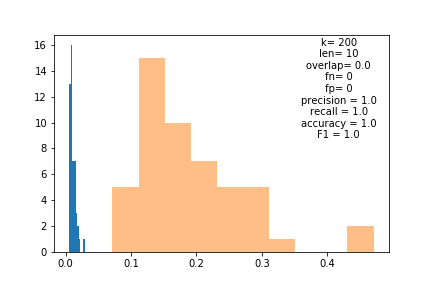 16
14
12
10
8
6
4
2
0
0.0
0.1
0.2
0.3
0.4
k= 200
len= 10
overlap= 0.0
fn= 0
fp= 0
precision = 1.0
recall = 1.0
accuracy = 1.0
F1 = 1.0